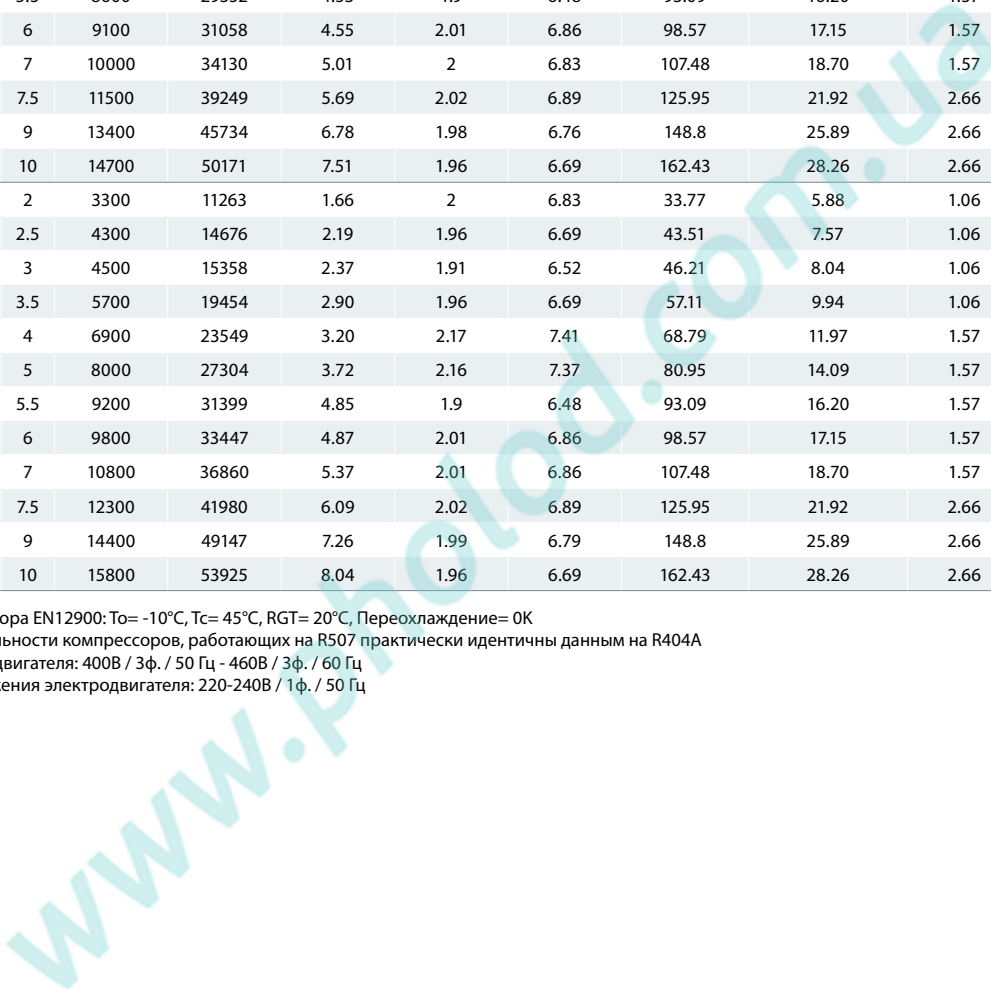 6 9100 31058 4.55 2.01 6.86 98.57 17.15 1.57
7 10000 34130 5.01 2 6.83 107.48 18.70 1.57
7.5 11500 39249 5.69 2.02 6.89 125.95 21.92 2.66
9 13400 45734 6.78 1.98 6.76 148.8 25.89 2.66
10 14700 50171 7.51 1.96 6.69 162.43 28.26 2.66
2 3300 11263 1.66 2 6.83 33.77 5.88 1.06
2.5 4300 14676 2.19 1.96 6.69 43.51 7.57 1.06
3 4500 15358 2.37 1.91 6.52 46.21 8.04 1.06
3.5 5700 19454 2.90 1.96 6.69 57.11 9.94 1.06
4 6900 23549 3.20 2.17 7.41 68.79 11.97 1.57
5 8000 27304 3.72 2.16 7.37 80.95 14.09 1.57
5.5 9200 31399 4.85 1.9 6.48 93.09 16.20 1.57
6 9800 33447 4.87 2.01 6.86 98.57 17.15 1.57
7 10800 36860 5.37 2.01 6.86 107.48 18.70 1.57
7.5 12300 41980 6.09 2.02 6.89 125.95 21.92 2.66
9 14400 49147 7.26 1.99 6.79 148.8 25.89 2.66
10 15800 53925 8.04 1.96 6.69 162.43 28.26 2.66
ора EN12900: To= -10°C, Tc= 45°C, RGT= 20°C, Переохлаждение= 0K
льности компрессоров, работающих на R507 практически идентичны данным на R404A
двигателя: 400В / 3ф. / 50 Гц - 460В / 3ф. / 60 Гц
жения электродвигателя: 220-240В / 1ф. / 50 Гц
www.pholod.com.ua